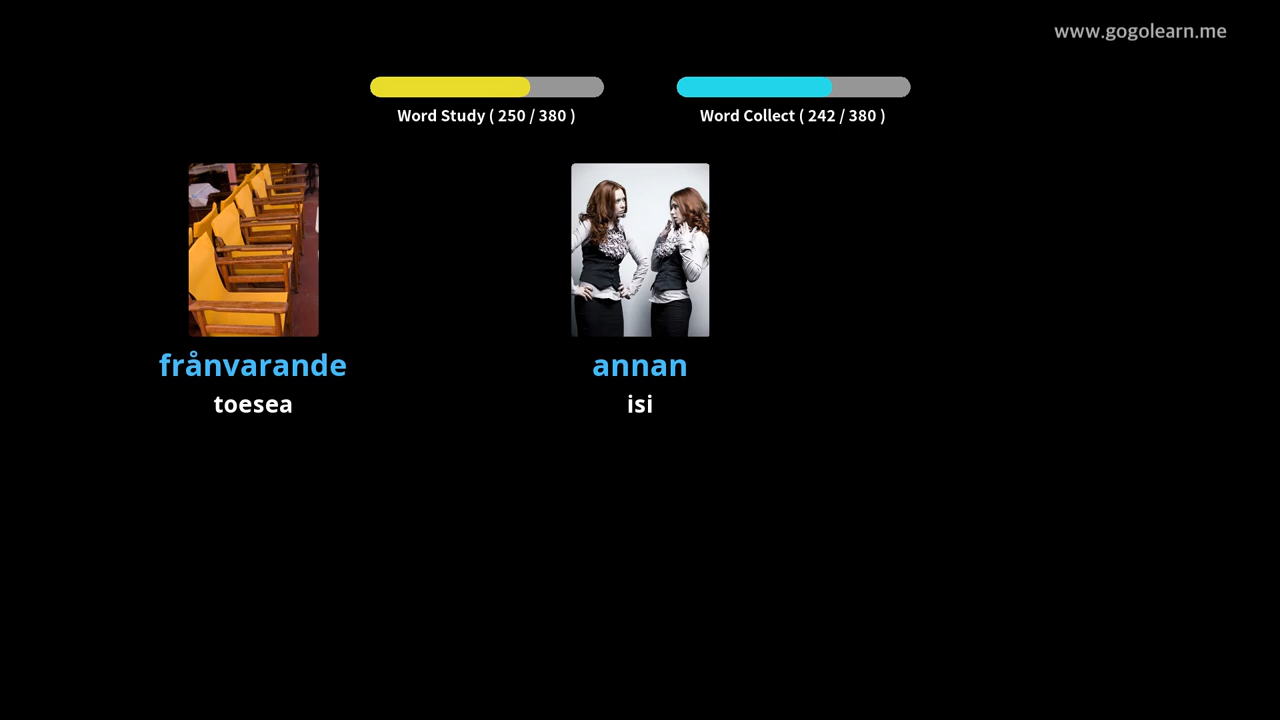 www.gogolearn.me
Word Study ( 250 / 380 )
Word Collect ( 242 / 380 )
frånvarande
toesea
annan
isi